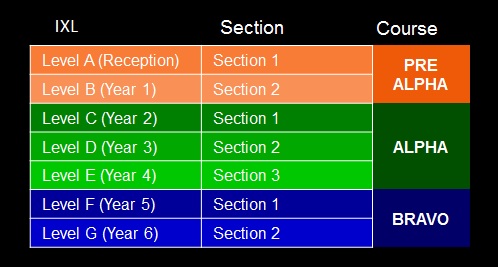 IXL Section Course
Level A (Reception) Section 1
Level B (Year 1) Section 2
PRE
ALPHA
Level C (Year 2) Section 1
Level D (Year 3) Section 2
Level E (Year 4) Section 3
ALPHA
Level F (Year 5) Section 1
Level G (Year 6) Section 2
BRAVO